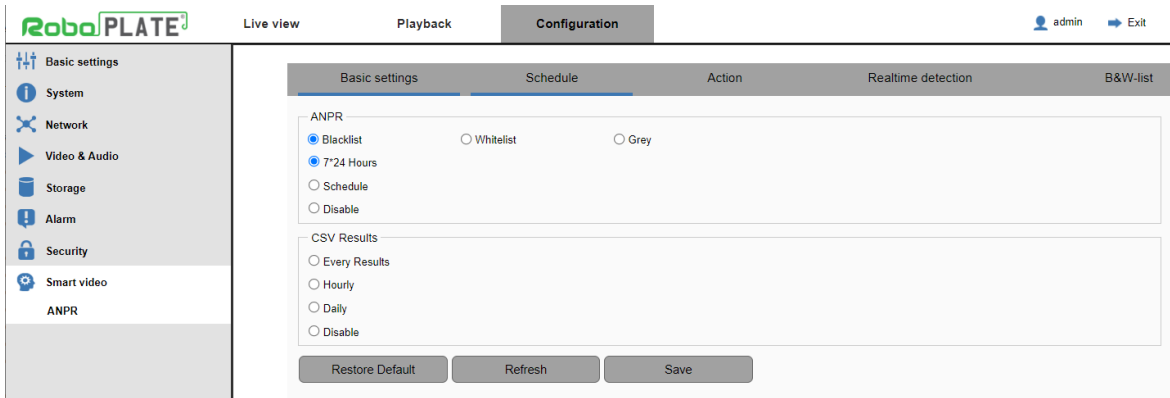 Robo PLATE
Live view Playback Configuration admin Exit
Basic settings
System
Network
Video & Audio
Storage
Alarm
Security
Smart video
ANPR
Basic settings Schedule Action Realtime detection B&W-list
ANPR
Blacklist Whitelist Grey
7*24 Hours
Schedule
Disable
CSV Results
Every Results
Hourly
Daily
Disable
Restore Default Refresh Save